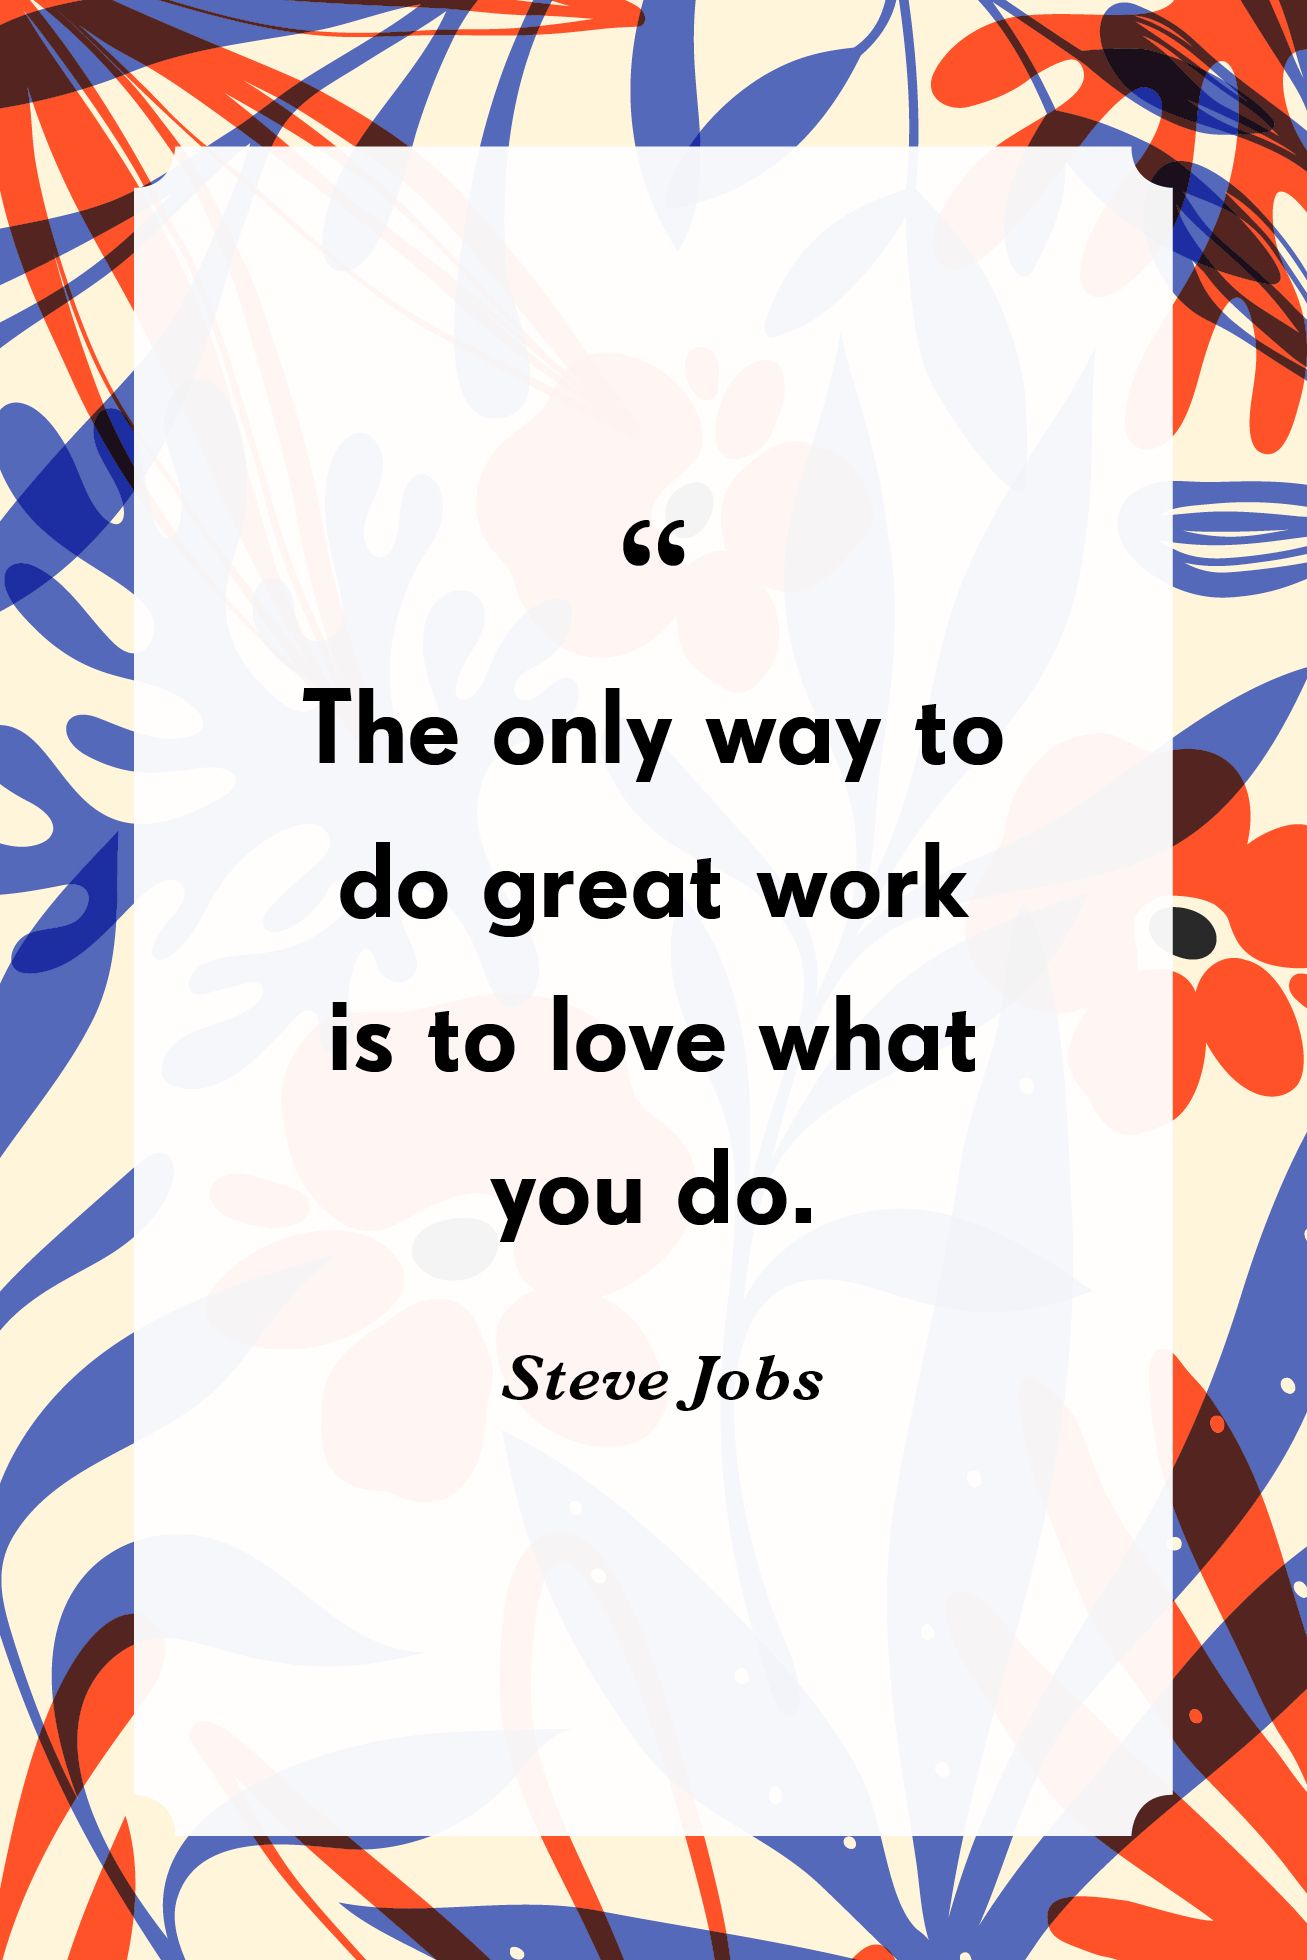 “
The only way to
do great work
is to love what
you do.
Steve Jobs